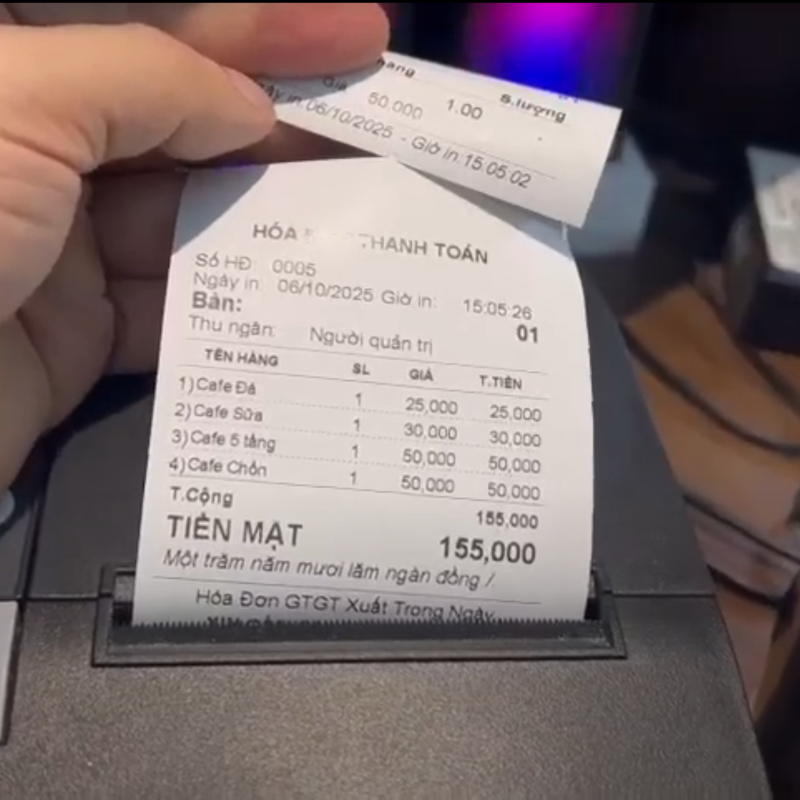 hàng S.lượng
Giá 50.000 1.00
in:06/10/2025 - Giờ in:15:05:02
HÓA THANH TOÁN
Số HĐ: 0005
Ngày in: 06/10/2025 Giờ in: 15:05:26
Bàn: 01
Thu ngân: Người quản trị
TÊN HÀNG SL GIÁ T.TIỀN
1)Cafe Đá 1 25,000 25,000
2)Cafe Sữa 1 30,000 30,000
3)Cafe 5 tầng 1 50,000 50,000
4)Cafe Chồn 1 50,000 50,000
T.Cộng 155,000
TIỀN MẶT 155,000
Một trăm năm mươi lăm ngàn đồng /
Hóa Đơn GTGT Xuất Trong Ngày